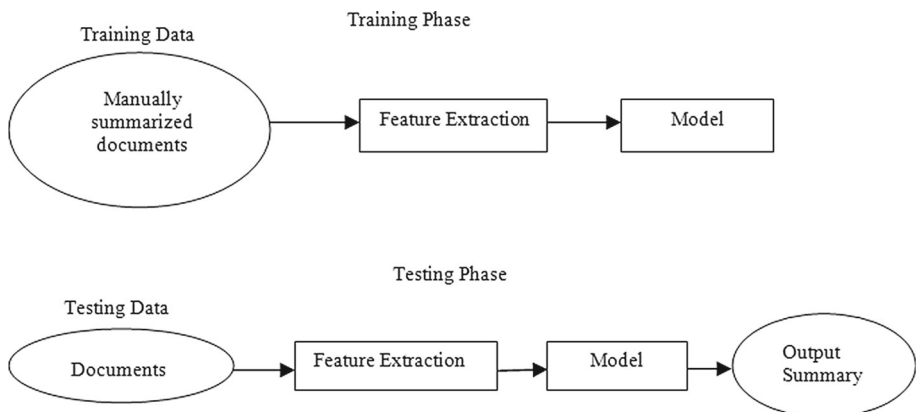 Training Phase
Training Data
Manually
summarized
documents
Feature Extraction
Model
Testing Phase
Testing Data
Documents
Feature Extraction
Model
Output
Summary